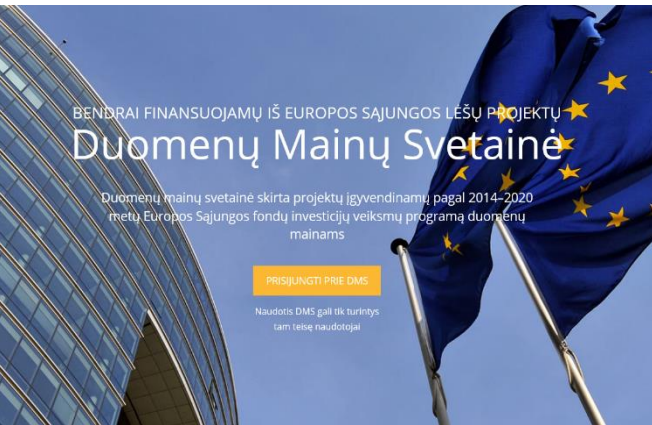 BENDRAI FINANSUOJAMŲ IŠ EUROPOS SĄJUNGOS LĖŠŲ PROJEKTŲ
Duomenų Mainų Svetainė
Duomenų mainų svetainė skirta projektų įgyvendinamų pagal 2014–2020
metų Europos Sąjungos fondų investicijų veiksmų programą duomenų
mainams
PRISIJUNGTI PRIE DMS
Naudotis DMS gali tik turintys
tam teisę naudotojai